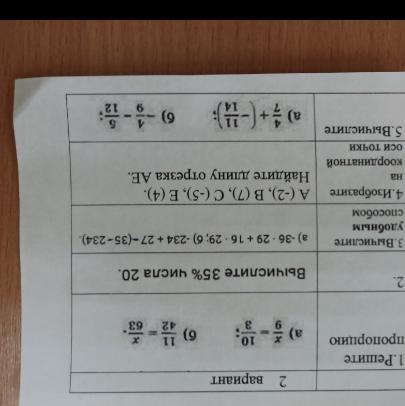 2 вариант
1.Решите пропорцию
а) x/9 = 10/3; б) 11/42 = x/63.
2.
Вычислите 35% числа 20.
3.Вычислите удобным способом
а) -36 · 29 + 16 · 29; б) -234 + 27 -(35-234).
4.Изобразите на координатной оси точки
A (-2), B (7), C (-5), E (4).
Найдите длину отрезка AE.
5.Вычислите
а) 4/7 + (-11/14); б) -4/9 - 5/12;